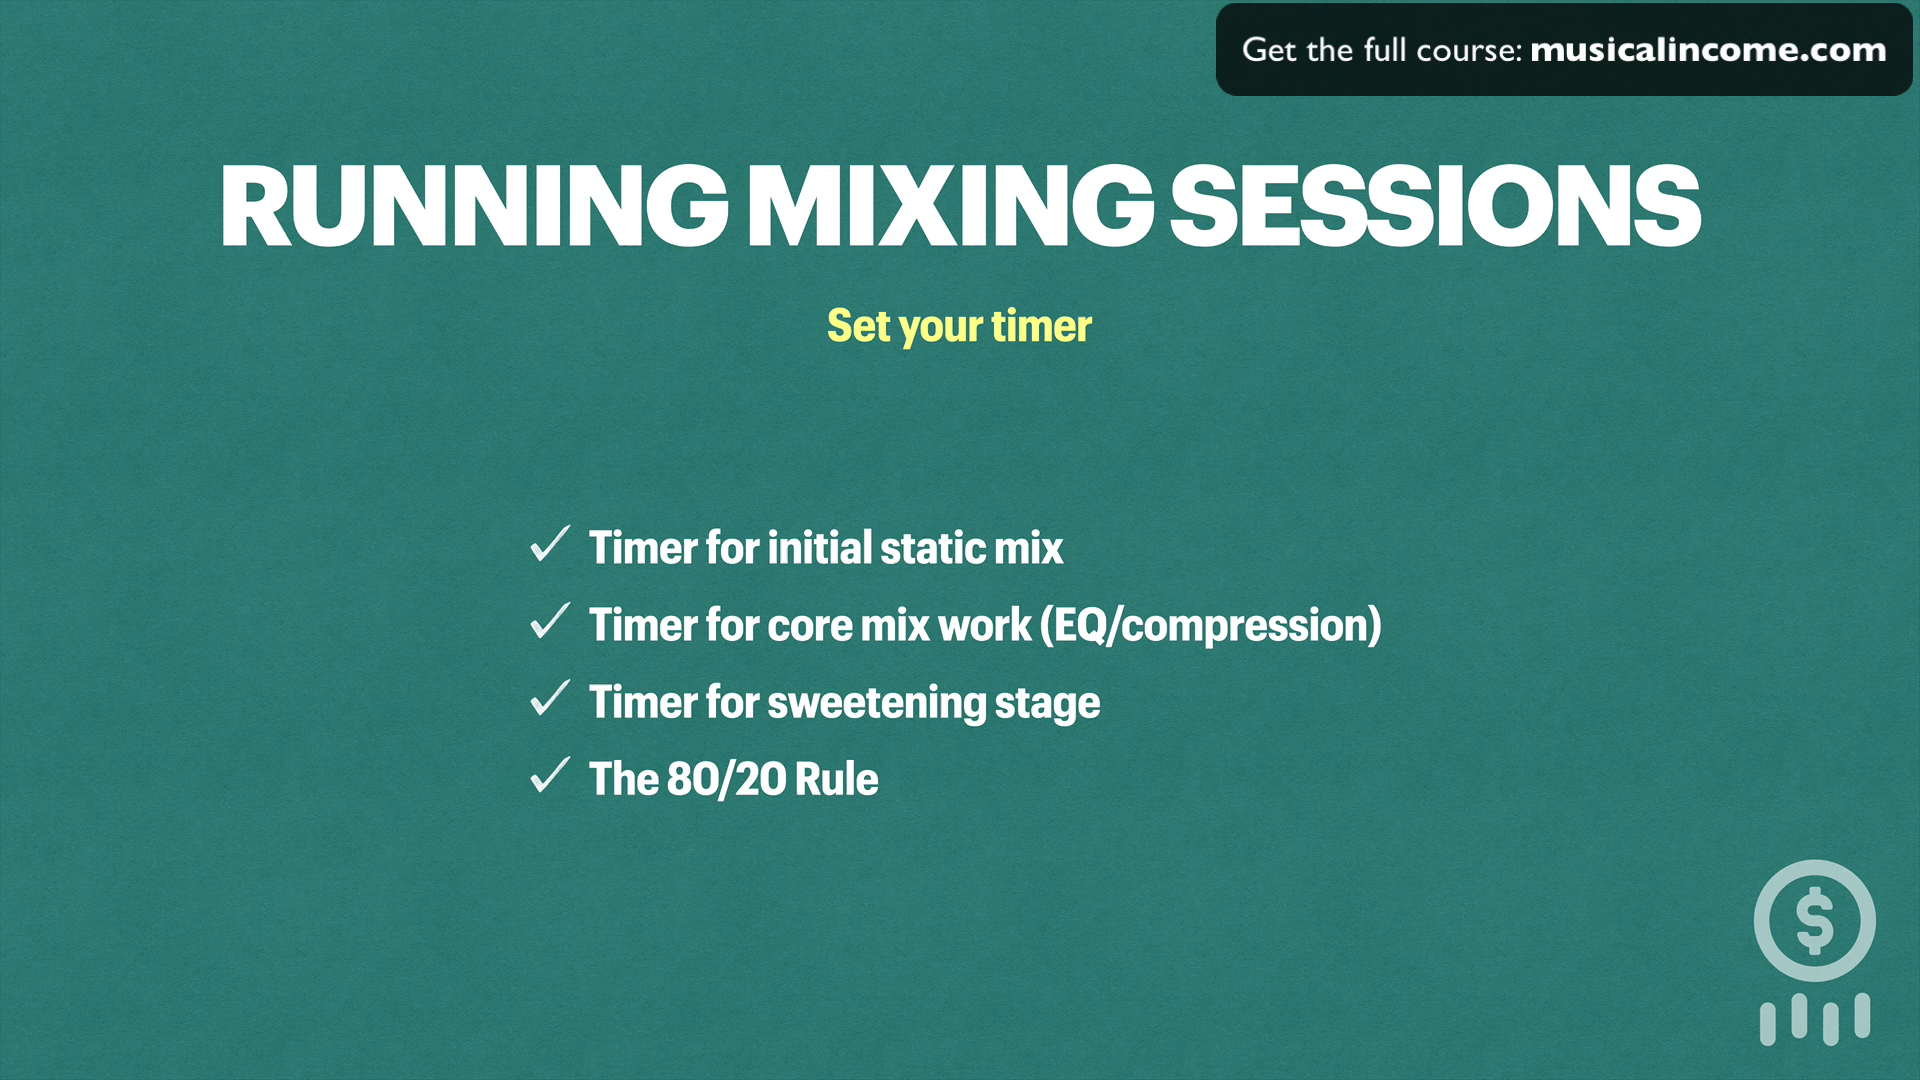 Get the full course: musicalincome.com
RUNNING MIXING SESSIONS
Set your timer
✓ Timer for initial static mix
✓ Timer for core mix work (EQ/compression)
✓ Timer for sweetening stage
✓ The 80/20 Rule
$